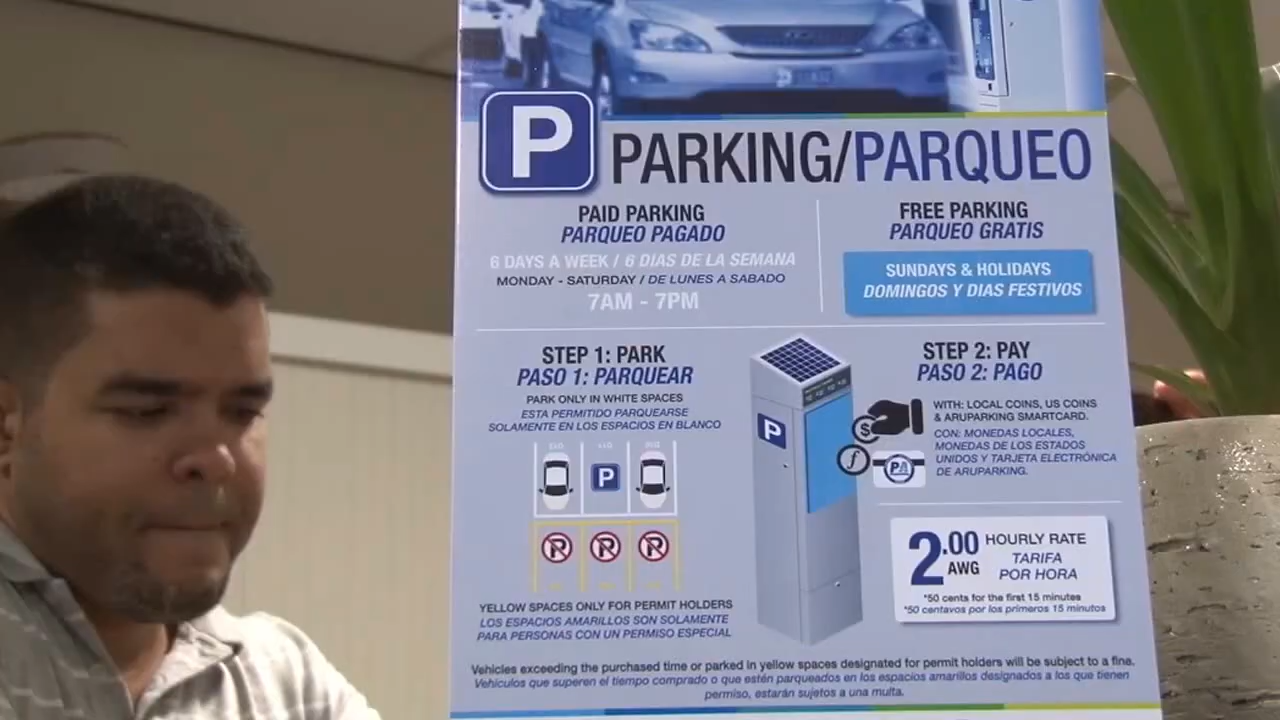 P
PARKING/PARQUEO
PAID PARKING
PARQUEO PAGADO
6 DAYS A WEEK / 6 DIAS DE LA SEMANA
MONDAY - SATURDAY / DE LUNES A SABADO
7AM - 7PM
FREE PARKING
PARQUEO GRATIS
SUNDAYS & HOLIDAYS
DOMINGOS Y DIAS FESTIVOS
STEP 1: PARK
PASO 1: PARQUEAR
PARK ONLY IN WHITE SPACES
ESTA PERMITIDO PARQUEARSE
SOLAMENTE EN LOS ESPACIOS EN BLANCO
P
P P P
YELLOW SPACES ONLY FOR PERMIT HOLDERS
LOS ESPACIOS AMARILLOS SON SOLAMENTE
PARA PERSONAS CON UN PERMISO ESPECIAL
P
STEP 2: PAY
PASO 2: PAGO
$
ƒ
PA
WITH: LOCAL COINS, US COINS
& ARUPARKING SMARTCARD.
CON: MONEDAS LOCALES,
MONEDAS DE LOS ESTADOS
UNIDOS Y TARJETA ELECTRÓNICA
DE ARUPARKING.
2.00 AWG
HOURLY RATE
TARIFA
POR HORA
*50 cents for the first 15 minutes
*50 centavos por los primeros 15 minutos
Vehicles exceeding the purchased time or parked in yellow spaces designated for permit holders will be subject to a fine.
Vehículos que superen el tiempo comprado o que estén parqueados en los espacios amarillos designados a los que tienen
permiso, estarán sujetos a una multa.